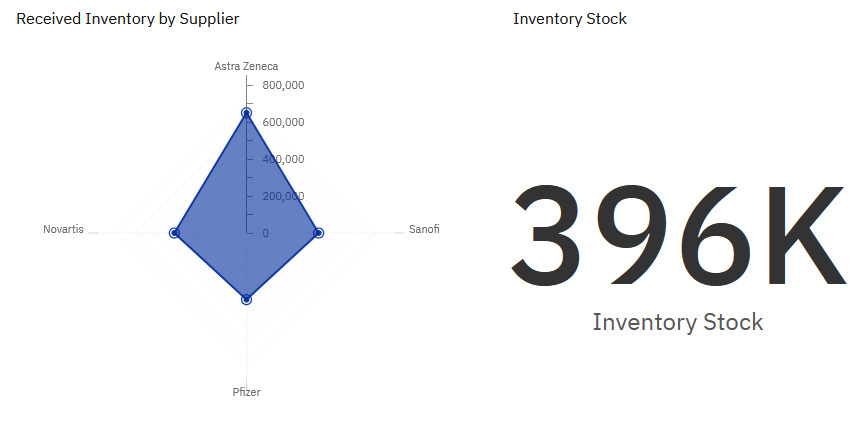 Received Inventory by Supplier
Inventory Stock
Astra Zeneca
800,000
600,000
400,000
200,000
0
Novartis
Sanofi
Pfizer
396K
Inventory Stock